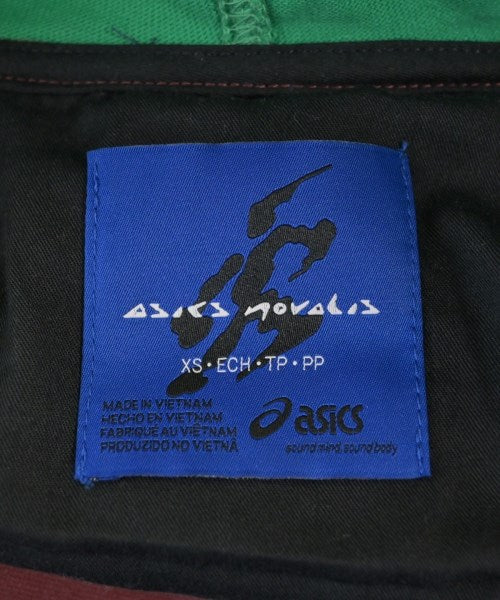 asics novalis
XS • ECH • TP • PP
MADE IN VIETNAM
HECHO EN VIETNAM
FABRIQUÉ AU VIETNAM
PRODUZIDO NO VIETNÃ
asics
sound mind, sound body